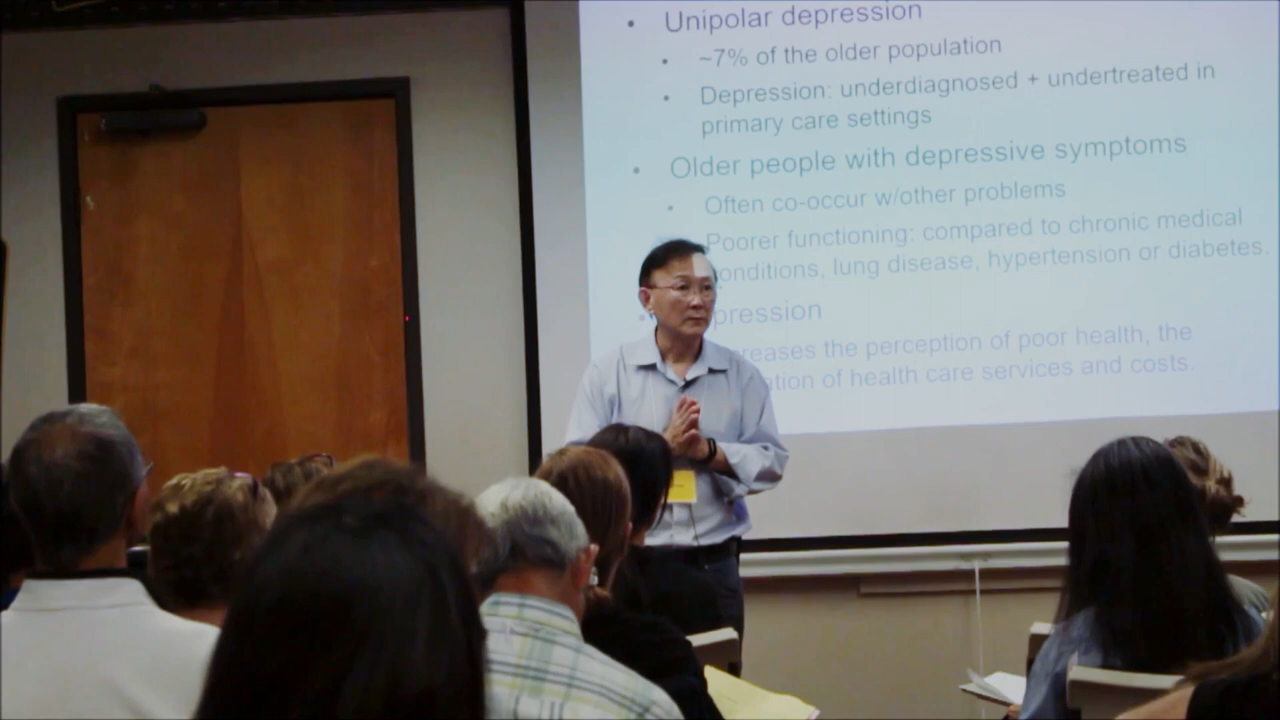 • Unipolar depression
• ~7% of the older population
• Depression: underdiagnosed + undertreated in
primary care settings
• Older people with depressive symptoms
• Often co-occur w/other problems
Poorer functioning: compared to chronic medical
onditions, lung disease, hypertension or diabetes.
• pression
reases the perception of poor health, the
ation of health care services and costs.